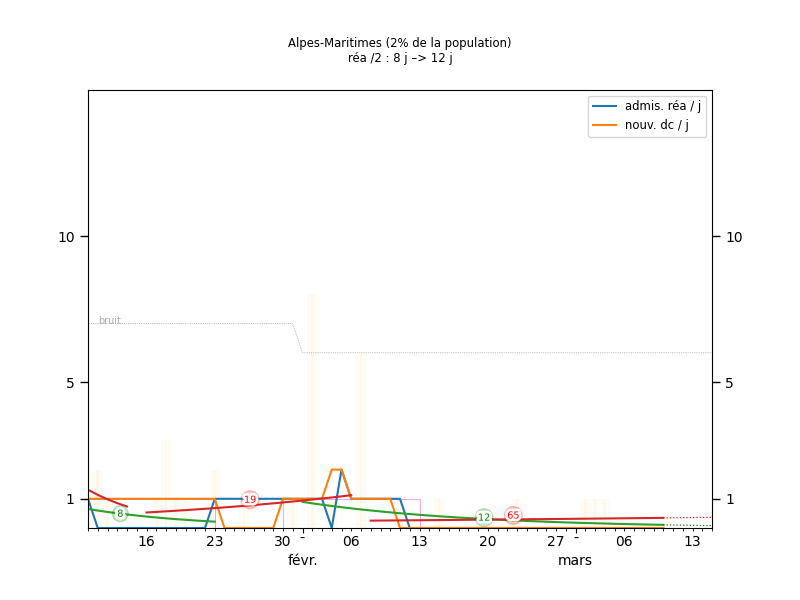 Alpes-Maritimes (2% de la population)
réa /2 : 8 j –> 12 j
admis. réa / j
nouv. dc / j
10 10
bruit
5 5
1 19 1
8 12 65
16 23 30 - 06 13 20 27 - 06 13
févr. mars